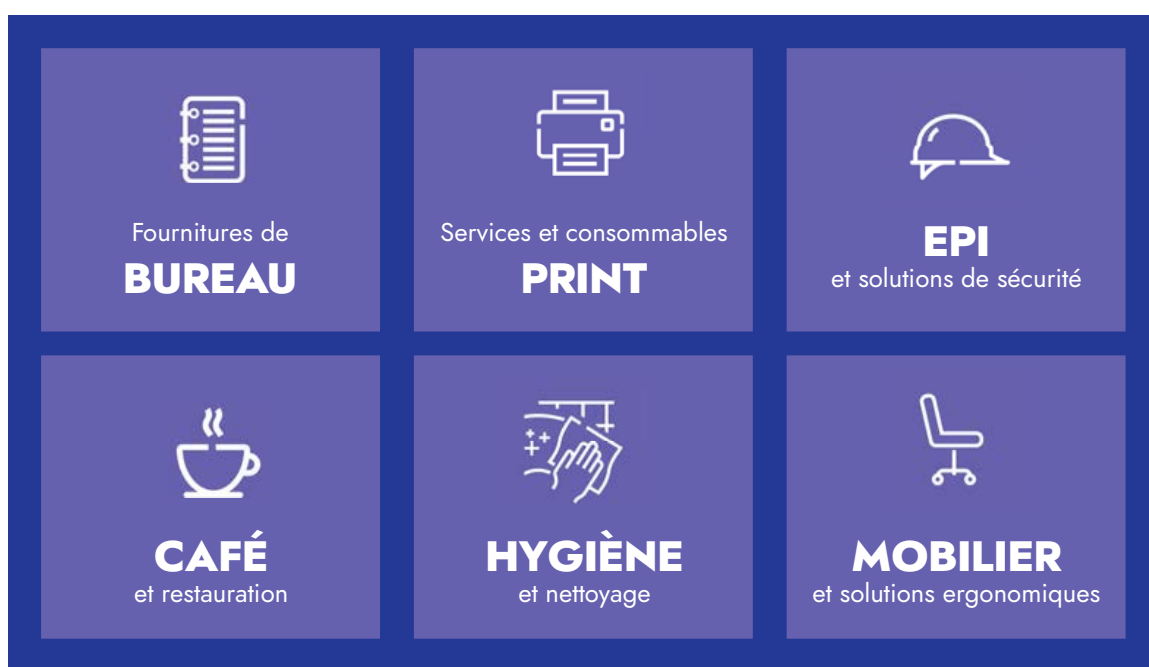 Fournitures de
BUREAU
Services et consommables
PRINT
EPI
et solutions de sécurité
CAFÉ
et restauration
HYGIÈNE
et nettoyage
MOBILIER
et solutions ergonomiques